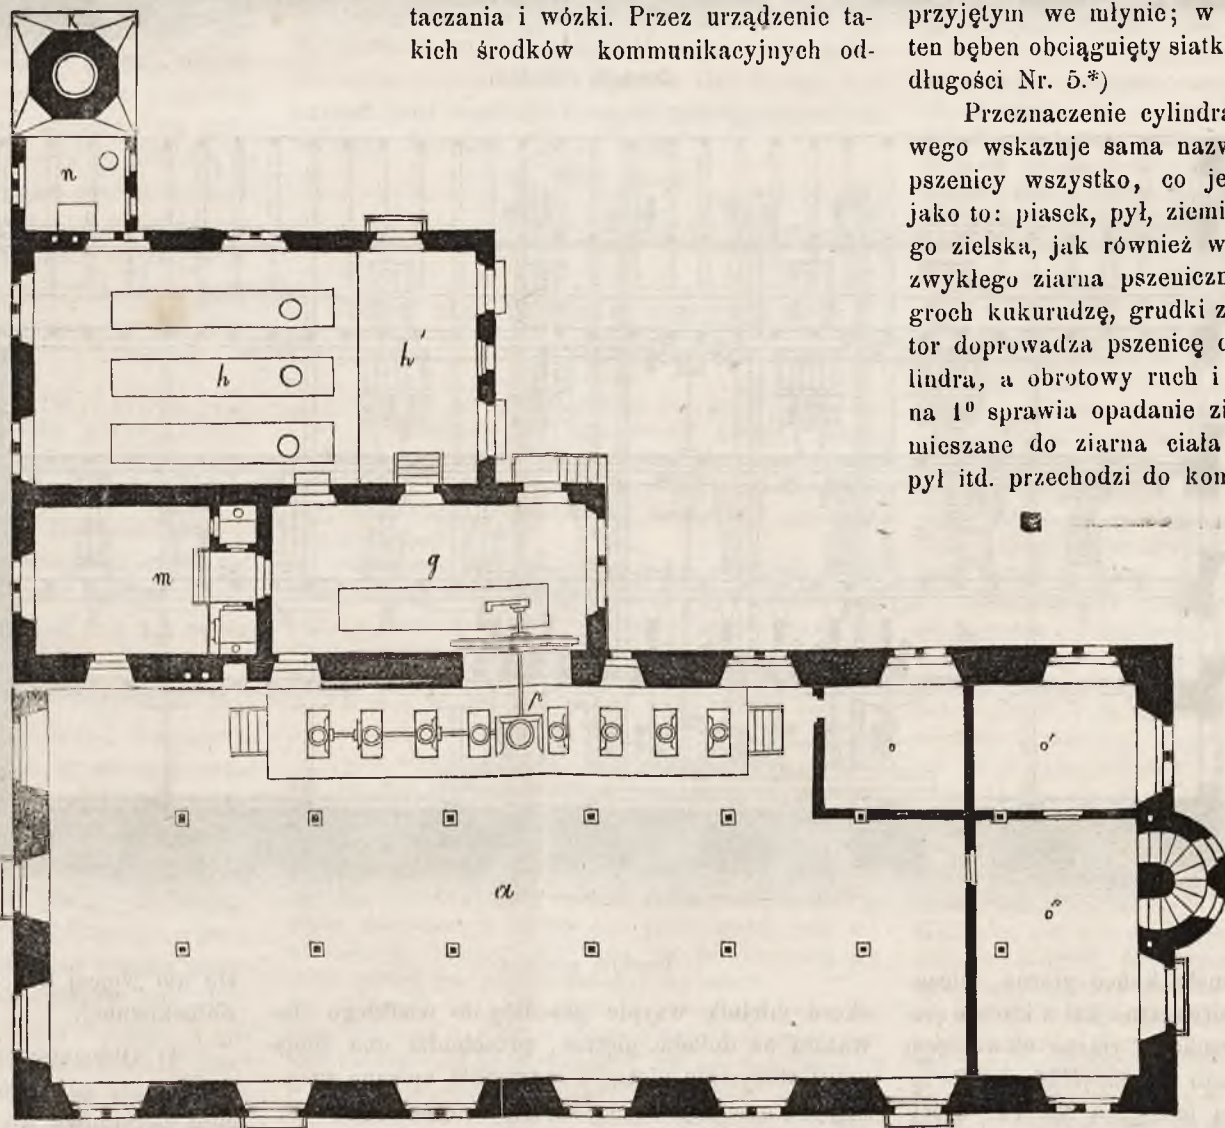 taczania i wózki. Przez urządzenie ta-
kich środków kommunikacyjnych od-
przyjętym we młynie; w
ten bęben obciągnięty siatk
długości Nr. 5.*)
Przeznaczenie cylindra
wego wskazuje sama nazw
pszenicy wszystko, co je
jako to: piasek, pył, ziemi
go zielska, jak również w
zwykłego ziarna pszeniczn
groch kukurudzę, grudki z
tor doprowadza pszenicę d
lindra, a obrotowy ruch i
na 1⁰ sprawia opadanie zi
mieszane do ziarna ciała
pył itd. przechodzi do kom
K
n
h
h'
m
g
p
o
o'
a
o"